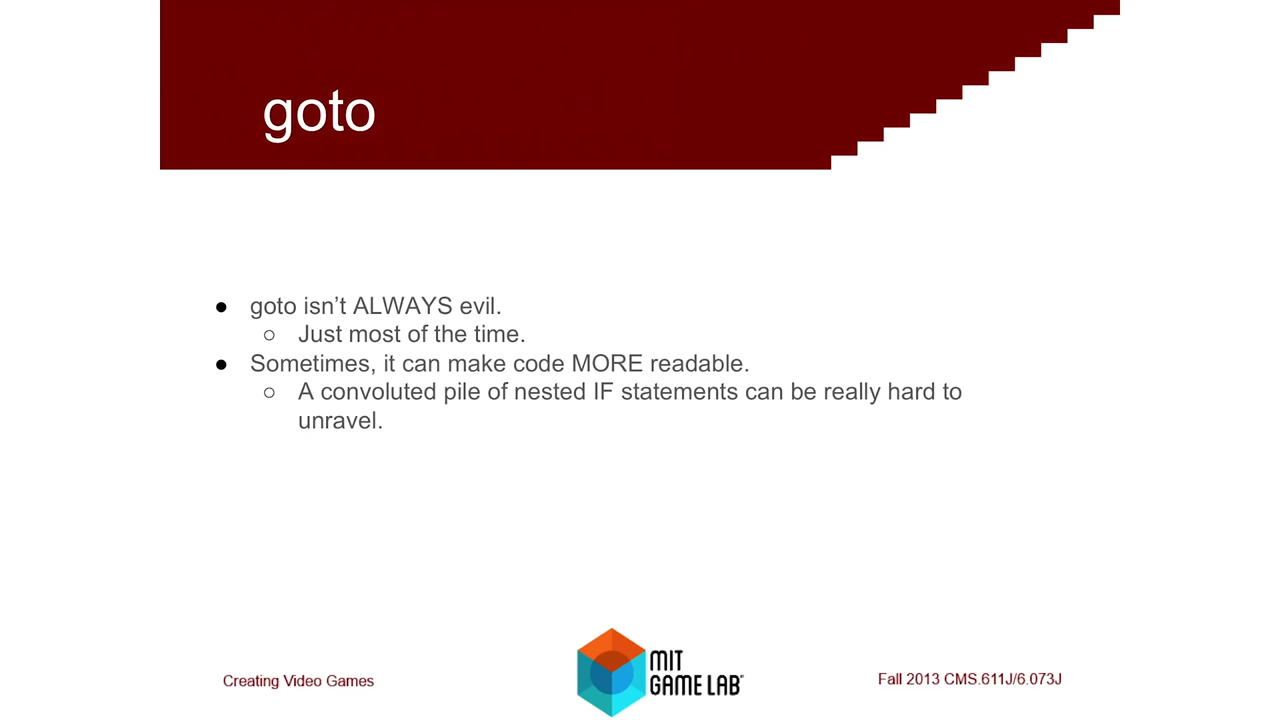 goto
● goto isn’t ALWAYS evil.
○ Just most of the time.
● Sometimes, it can make code MORE readable.
○ A convoluted pile of nested IF statements can be really hard to
unravel.
Creating Video Games
MIT
GAME LAB
Fall 2013 CMS.611J/6.073J